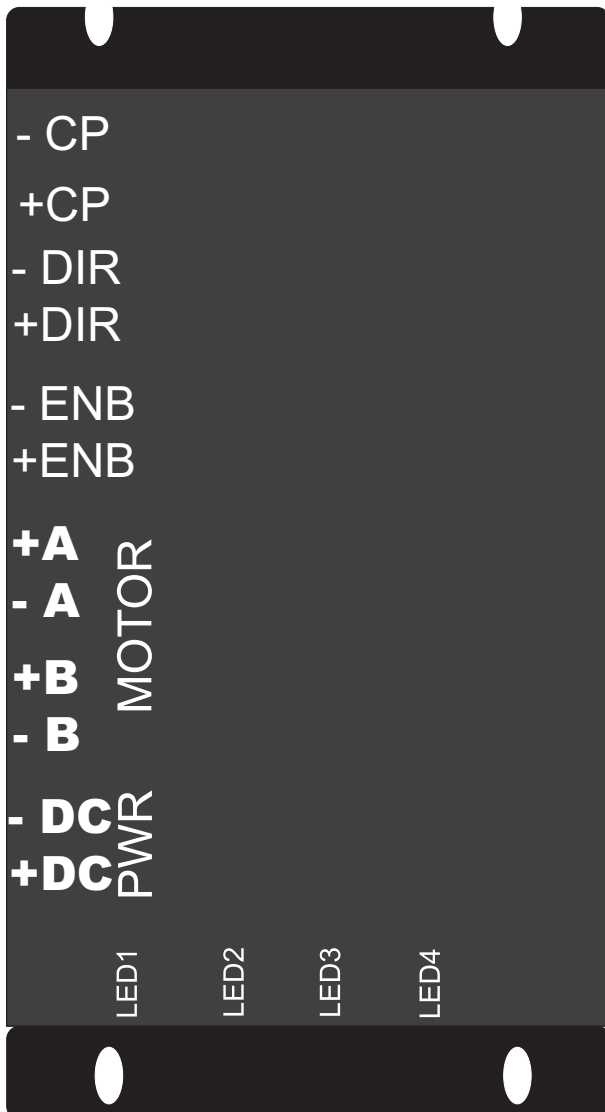 - CP
+CP
- DIR
+DIR
- ENB
+ENB
+A
- A
+B
- B
MOTOR
- DC
+DC
PWR
LED1
LED2
LED3
LED4